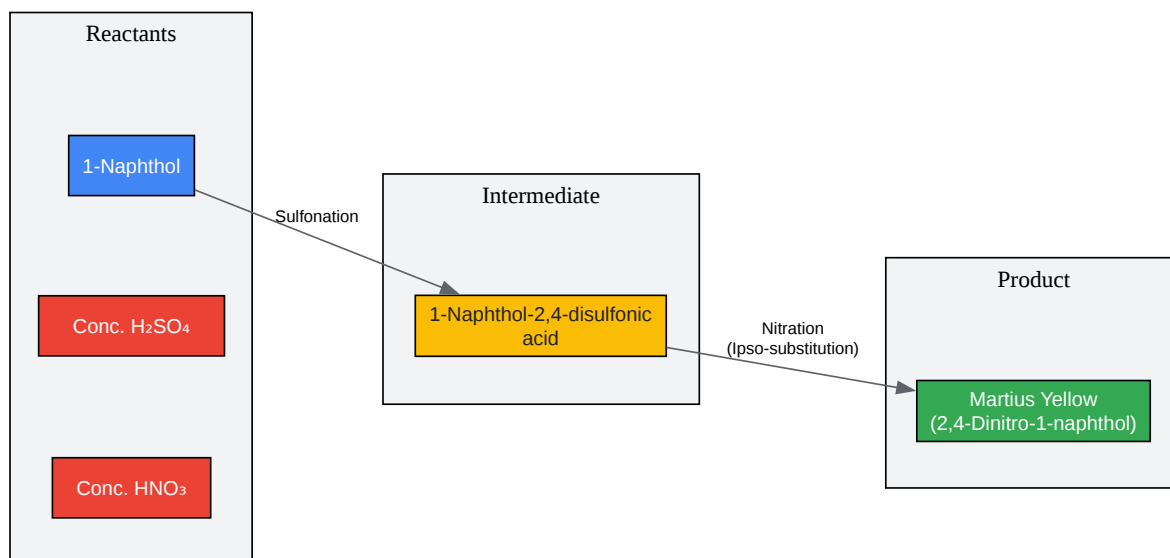 Reactants
1-Naphthol
Conc. H₂SO₄
Conc. HNO₃
Sulfonation
Intermediate
1-Naphthol-2,4-disulfonic
acid
Nitration
(Ipso-substitution)
Product
Martius Yellow
(2,4-Dinitro-1-naphthol)